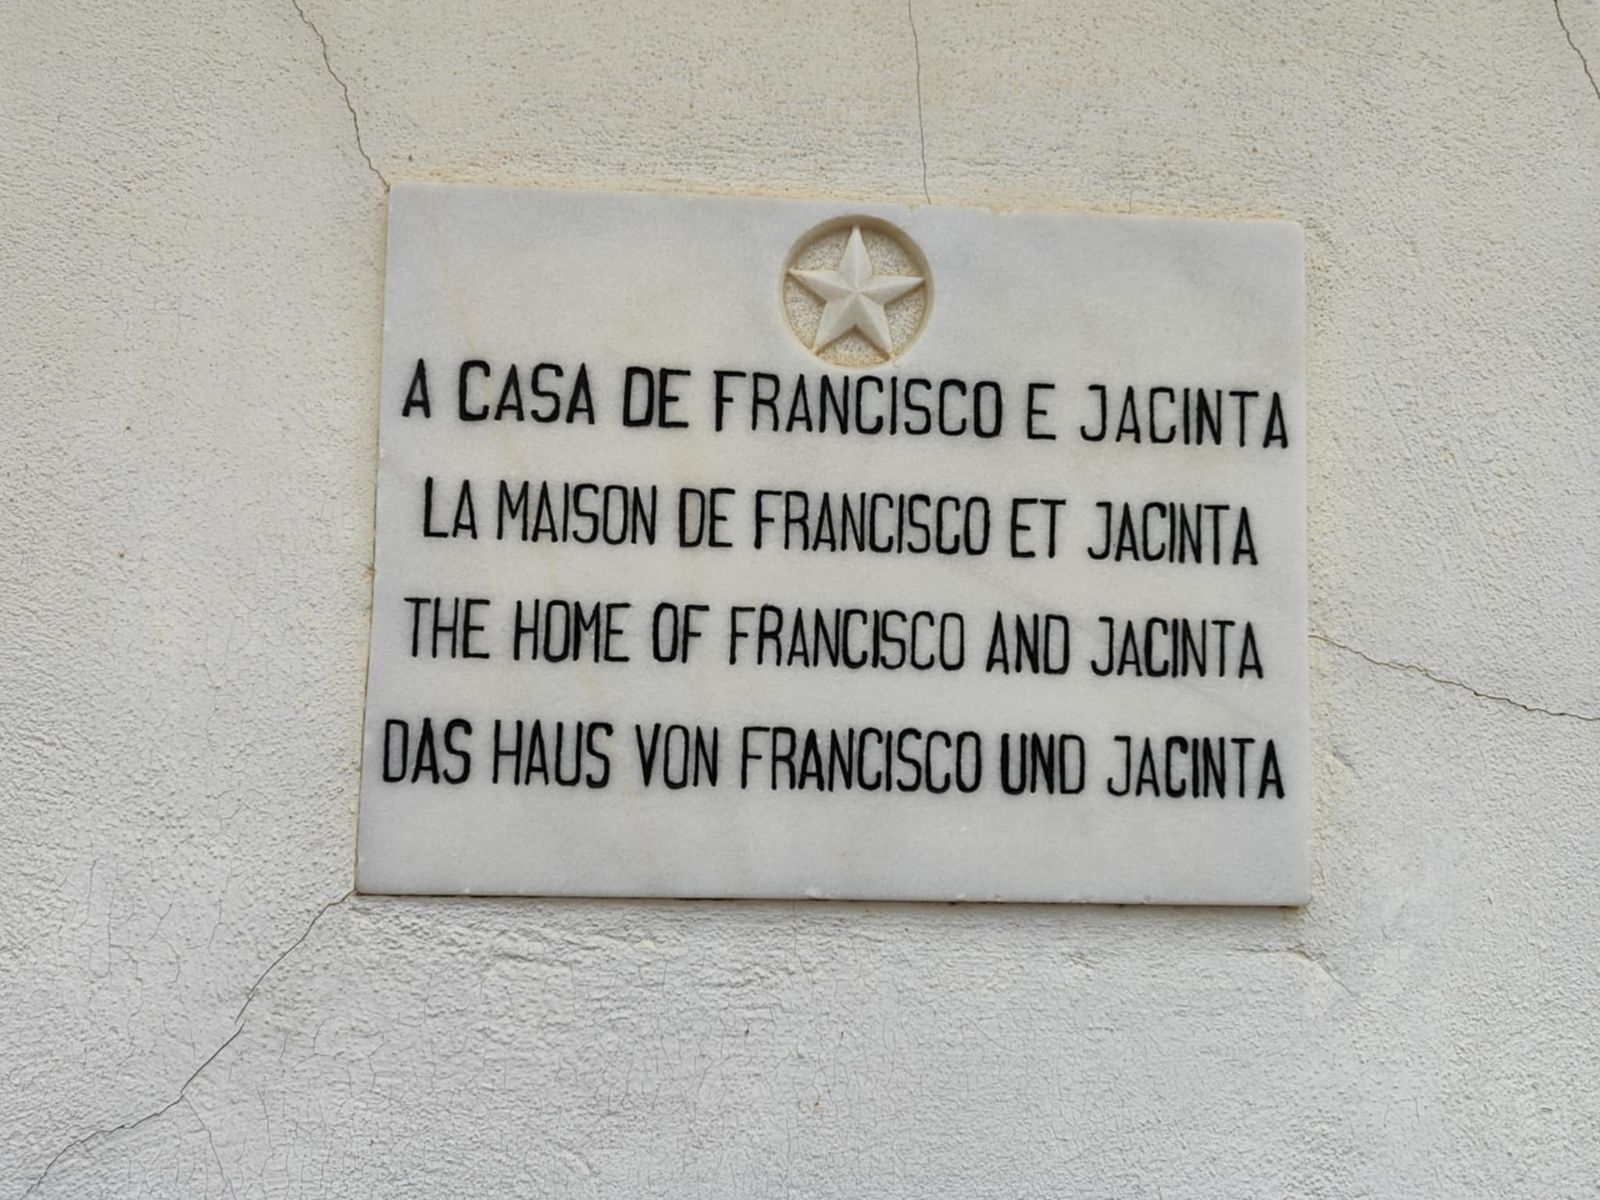 A CASA DE FRANCISCO E JACINTA
LA MAISON DE FRANCISCO ET JACINTA
THE HOME OF FRANCISCO AND JACINTA
DAS HAUS VON FRANCISCO UND JACINTA